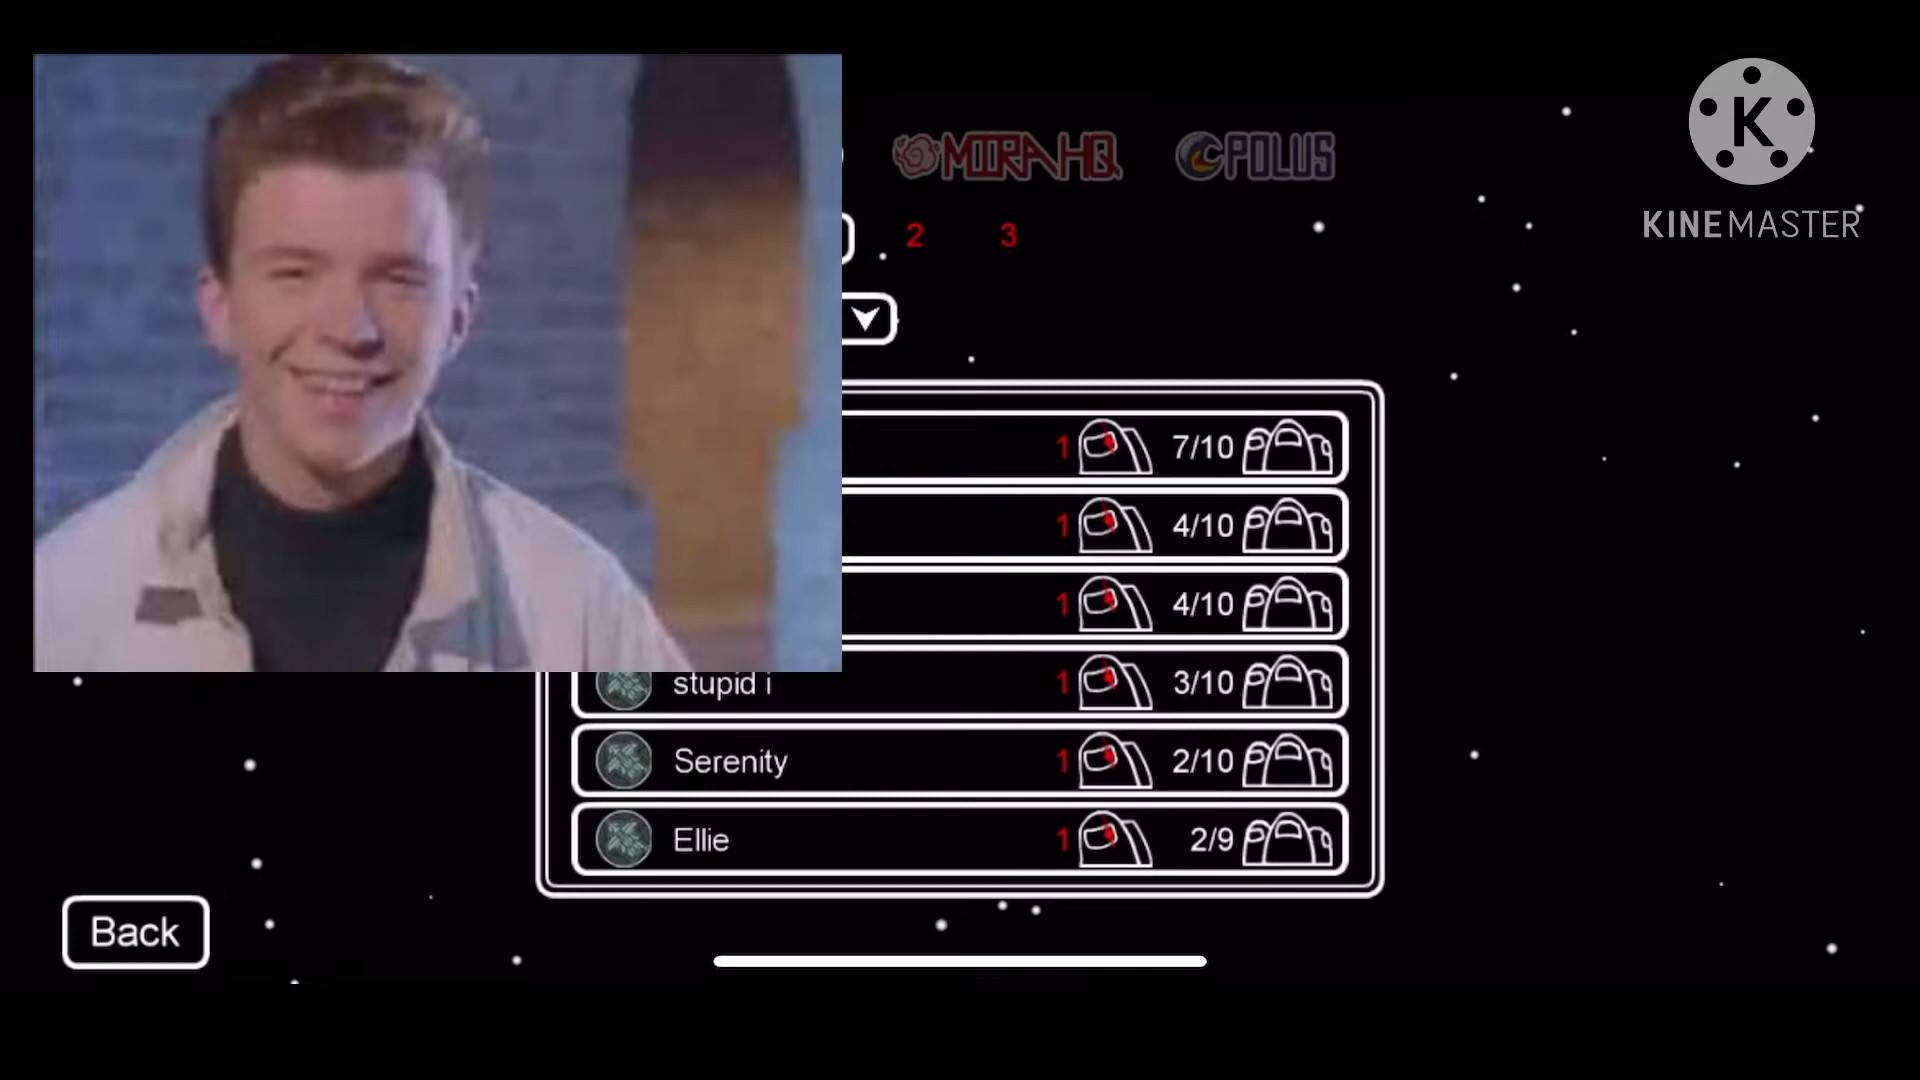 MIRA HQ POLUS
K
KINEMASTER
2 3
1 7/10
1 4/10
1 4/10
stupid i 1 3/10
Serenity 1 2/10
Ellie 1 2/9
Back